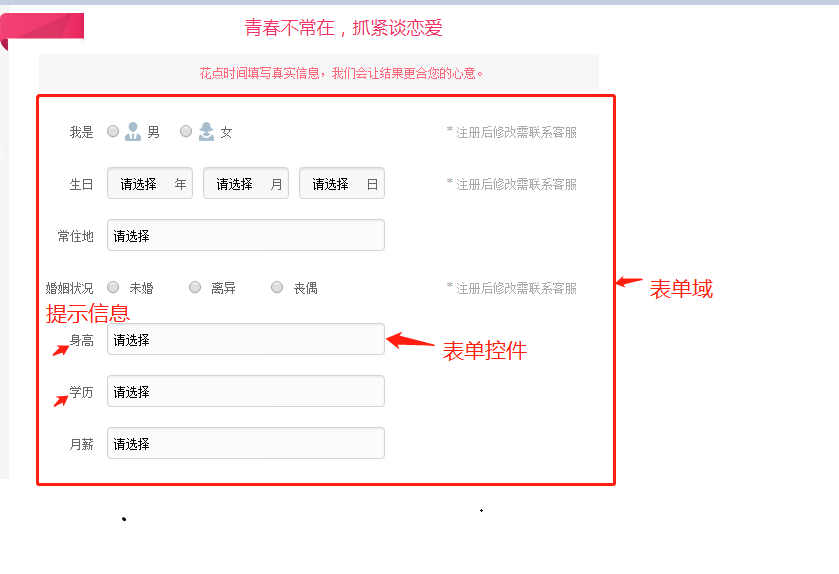 青春不常在，抓紧谈恋爱
花点时间填写真实信息，我们会让结果更合您的心意。
我是 男 女 * 注册后修改需联系客服
生日 请选择 年 请选择 月 请选择 日 * 注册后修改需联系客服
常住地 请选择
婚姻状况 未婚 离异 丧偶 * 注册后修改需联系客服
表单域
提示信息
身高 请选择
表单控件
学历 请选择
月薪 请选择